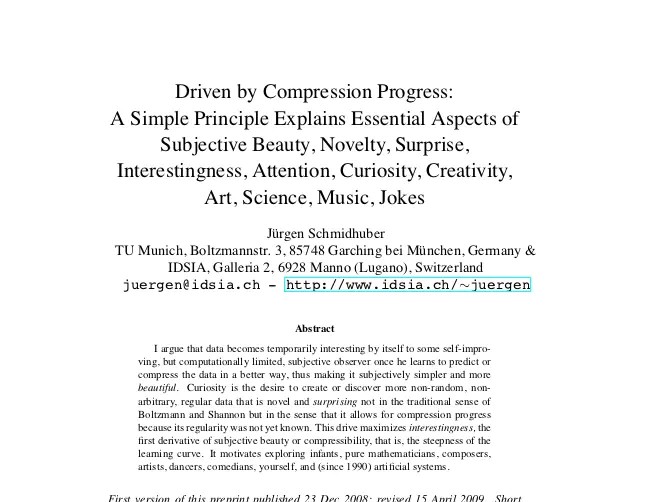 Driven by Compression Progress:
A Simple Principle Explains Essential Aspects of
Subjective Beauty, Novelty, Surprise,
Interestingness, Attention, Curiosity, Creativity,
Art, Science, Music, Jokes
Jürgen Schmidhuber
TU Munich, Boltzmannstr. 3, 85748 Garching bei München, Germany &
IDSIA, Galleria 2, 6928 Manno (Lugano), Switzerland
juergen@idsia.ch - http://www.idsia.ch/~juergen
Abstract
I argue that data becomes temporarily interesting by itself to some self-impro-
ving, but computationally limited, subjective observer once he learns to predict or
compress the data in a better way, thus making it subjectively simpler and more
beautiful. Curiosity is the desire to create or discover more non-random, non-
arbitrary, regular data that is novel and surprising not in the traditional sense of
Boltzmann and Shannon but in the sense that it allows for compression progress
because its regularity was not yet known. This drive maximizes interestingness, the
first derivative of subjective beauty or compressibility, that is, the steepness of the
learning curve. It motivates exploring infants, pure mathematicians, composers,
artists, dancers, comedians, yourself, and (since 1990) artificial systems.
First version of this preprint published 23 Dec 2008; revised 15 April 2009. Short